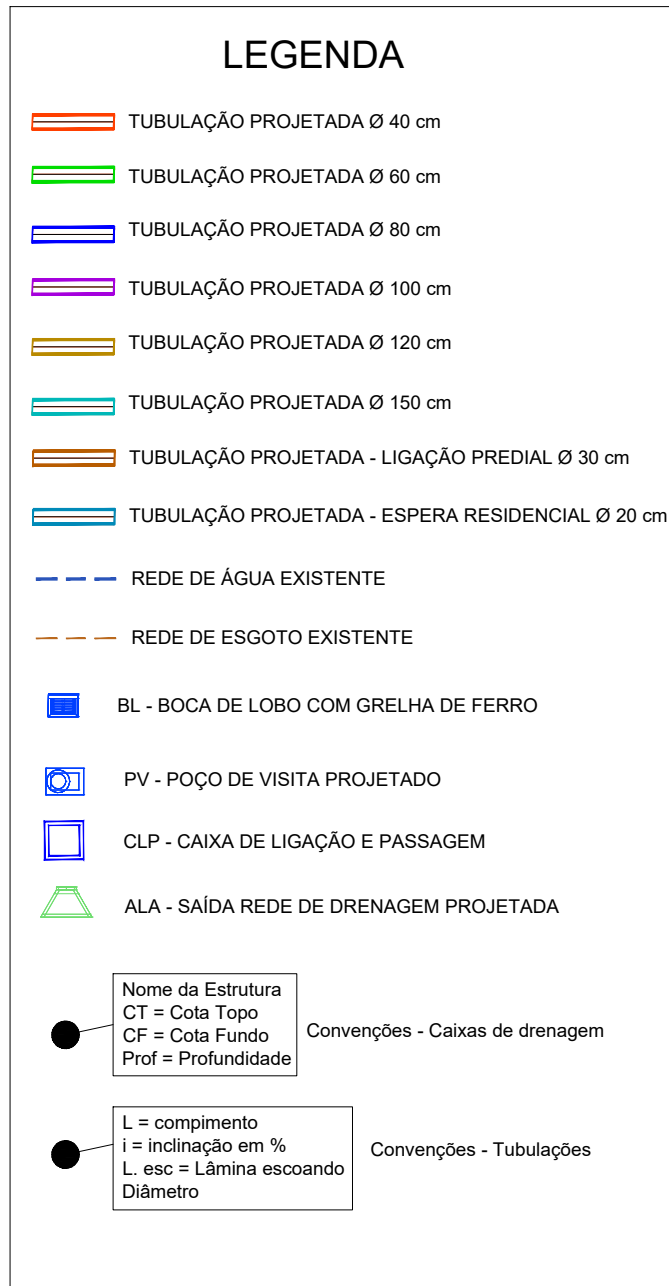 LEGENDA
TUBULAÇÃO PROJETADA Ø 40 cm
TUBULAÇÃO PROJETADA Ø 60 cm
TUBULAÇÃO PROJETADA Ø 80 cm
TUBULAÇÃO PROJETADA Ø 100 cm
TUBULAÇÃO PROJETADA Ø 120 cm
TUBULAÇÃO PROJETADA Ø 150 cm
TUBULAÇÃO PROJETADA - LIGAÇÃO PREDIAL Ø 30 cm
TUBULAÇÃO PROJETADA - ESPERA RESIDENCIAL Ø 20 cm
REDE DE ÁGUA EXISTENTE
REDE DE ESGOTO EXISTENTE
BL - BOCA DE LOBO COM GRELHA DE FERRO
PV - POÇO DE VISITA PROJETADO
CLP - CAIXA DE LIGAÇÃO E PASSAGEM
ALA - SAÍDA REDE DE DRENAGEM PROJETADA
Nome da Estrutura
CT = Cota Topo
CF = Cota Fundo
Prof = Profundidade
Convenções - Caixas de drenagem
L = compimento
i = inclinação em %
L. esc = Lâmina escoando
Diâmetro
Convenções - Tubulações